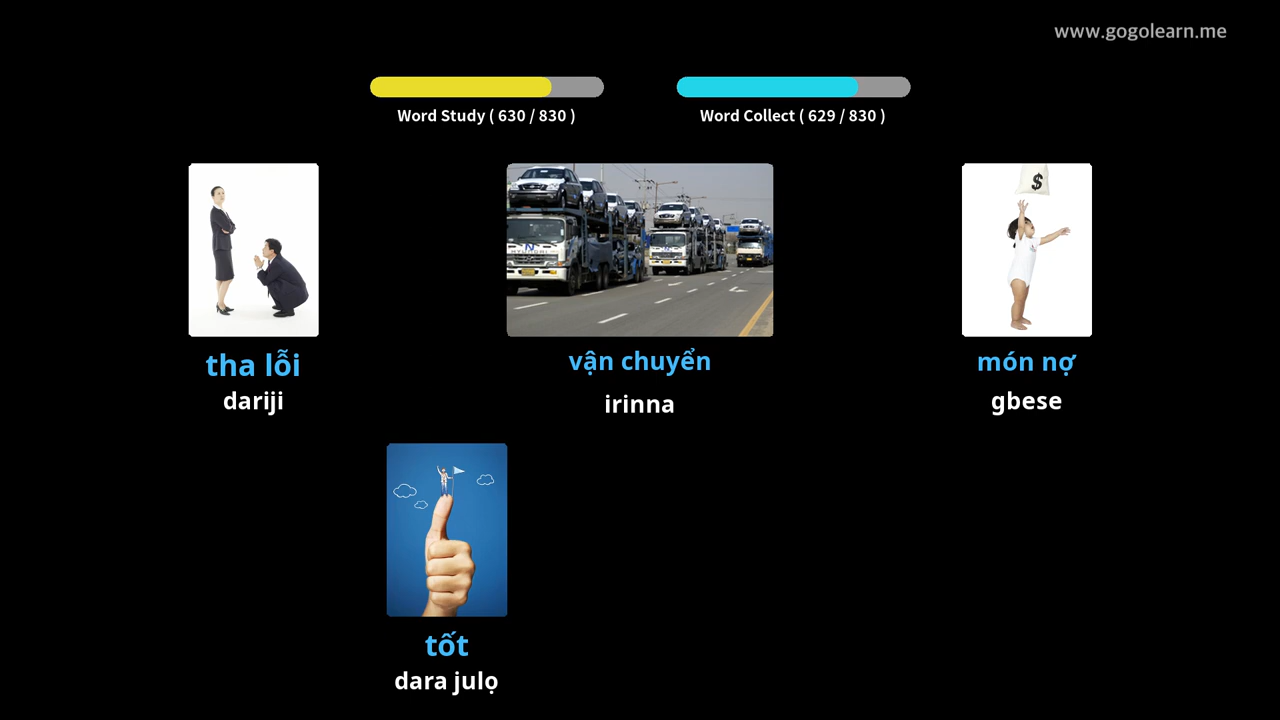 www.gogolearn.me
Word Study ( 630 / 830 )
Word Collect ( 629 / 830 )
$
tha lỗi
dariji
vận chuyển
irinna
món nợ
gbese
tốt
dara julọ